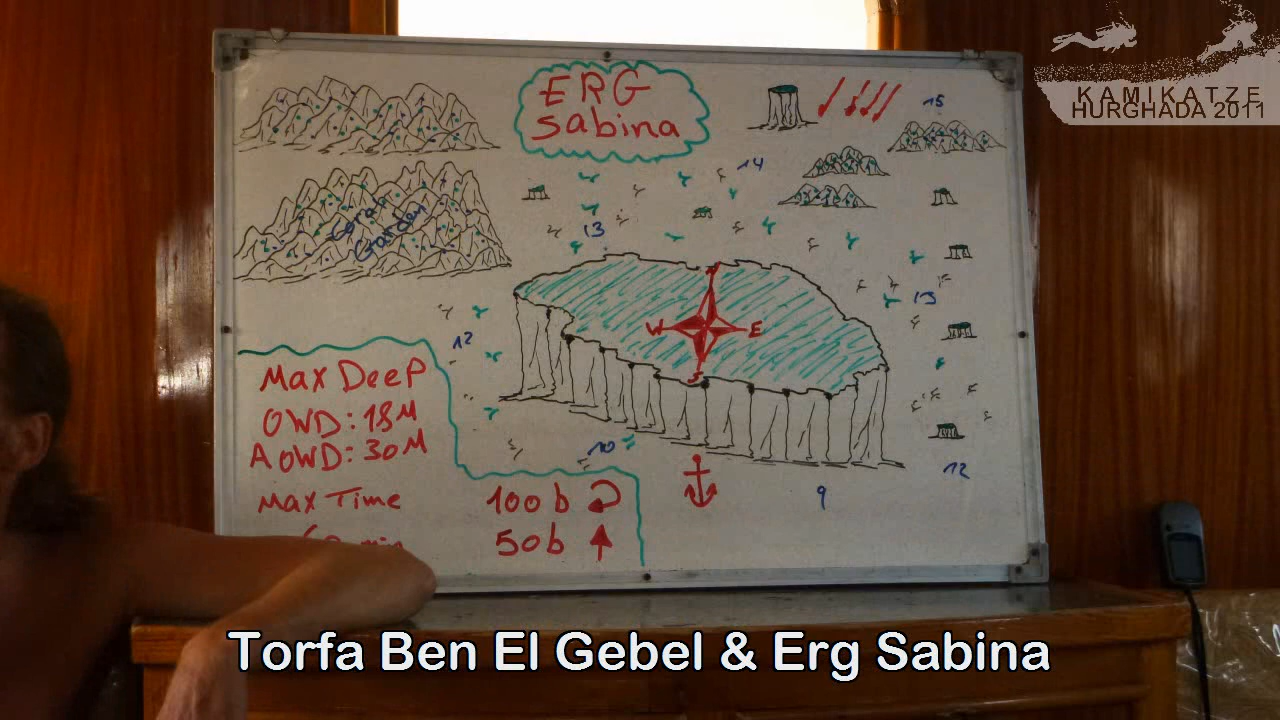 KAMIKATZE
HURGHADA 2011
ERG
Sabina
15
14
13
Coral
Garden
13
12
W E
S
Max Deep
OWD: 18M
AOWD: 30M
Max Time
min
100 b
50 b
10
9
12
Torfa Ben El Gebel & Erg Sabina